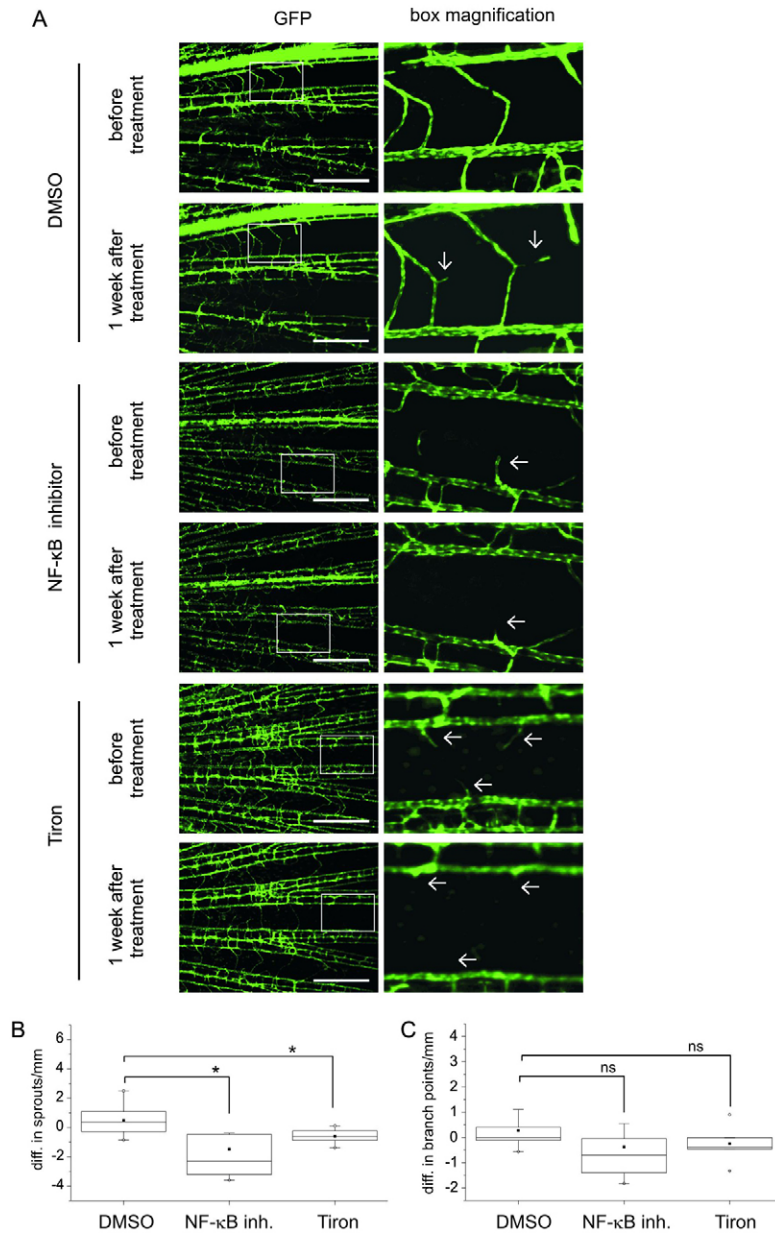 A
GFP
box magnification
DMSO
before
treatment
1 week after
treatment
NF-κB inhibitor
before
treatment
1 week after
treatment
Tiron
before
treatment
1 week after
treatment
B
diff. in sprouts/mm
6
4
2
0
-2
-4
*
*
DMSO
NF-κB inh.
Tiron
C
diff. in branch points/mm
4
3
2
1
0
-1
-2
ns
ns
DMSO
NF-κB inh.
Tiron